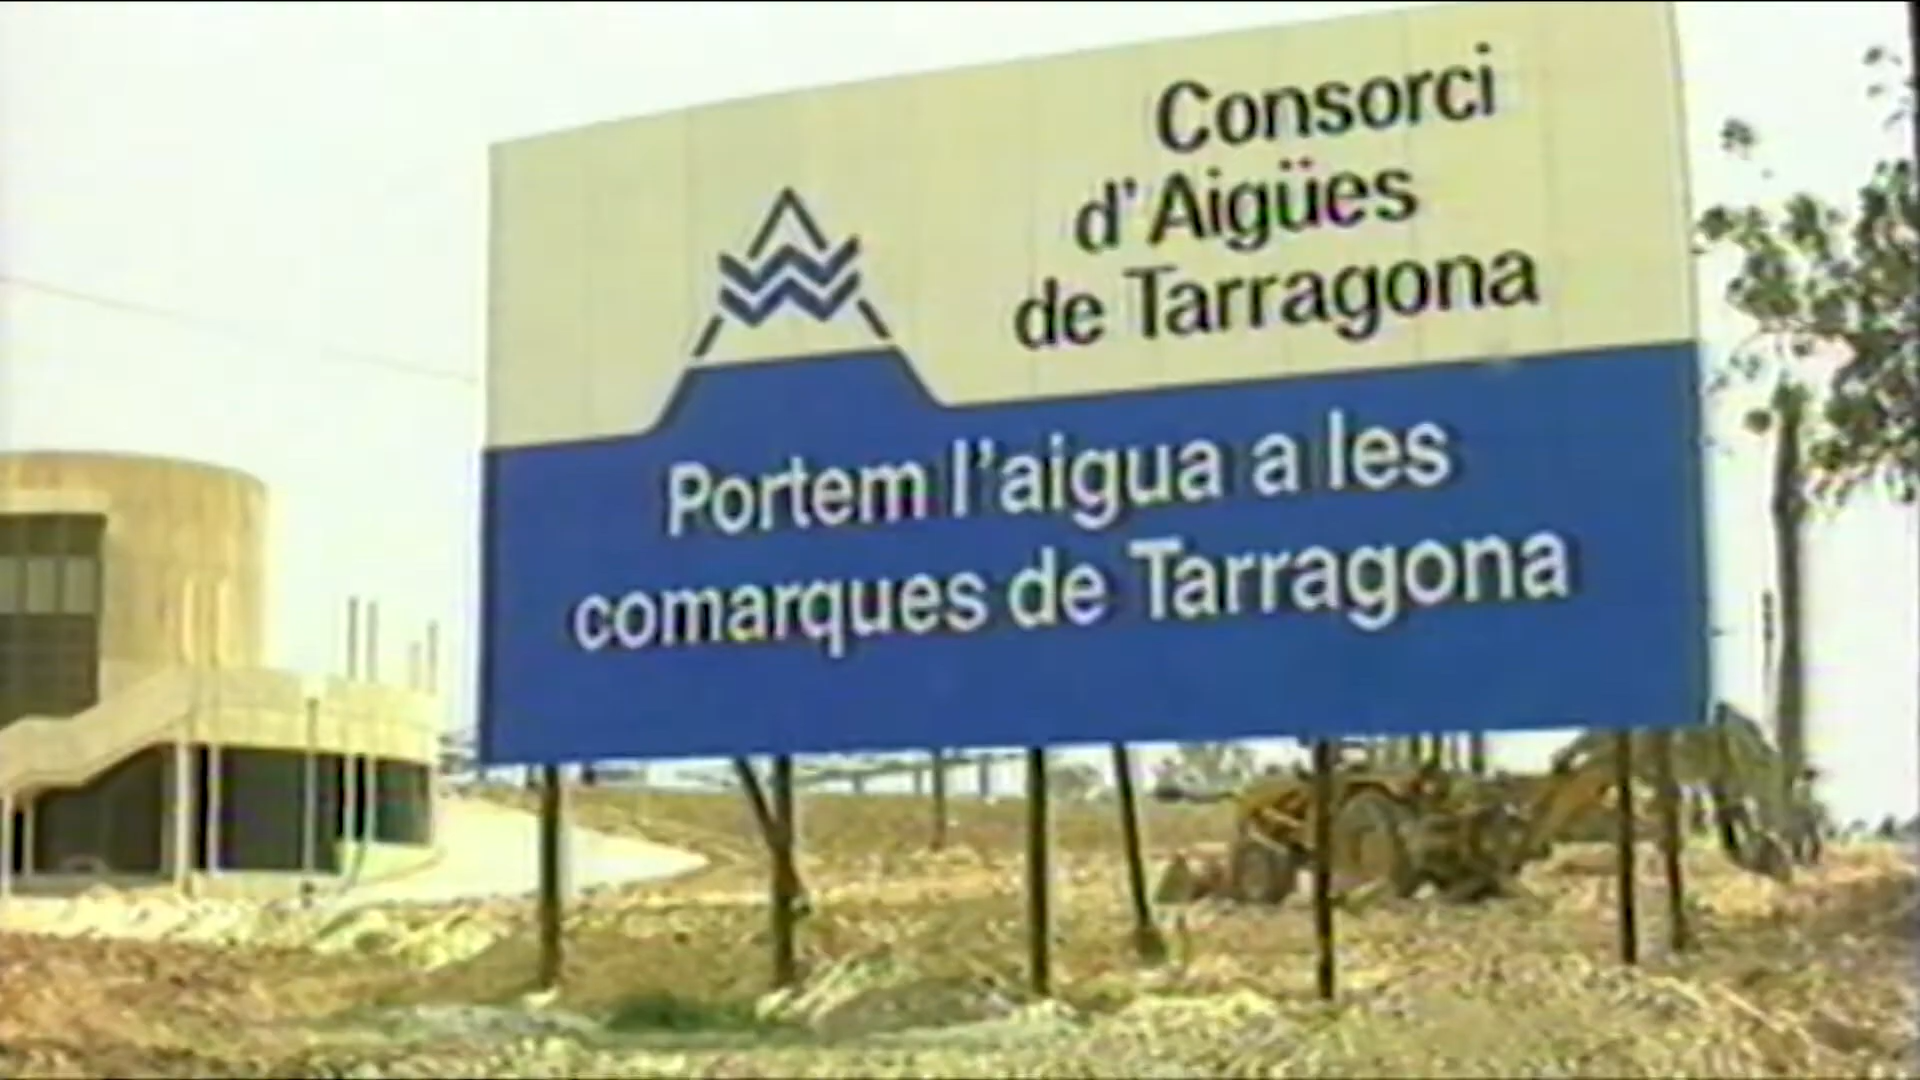 Consorci
d'Aigües
de Tarragona
Portem l'aigua a les
comarques de Tarragona